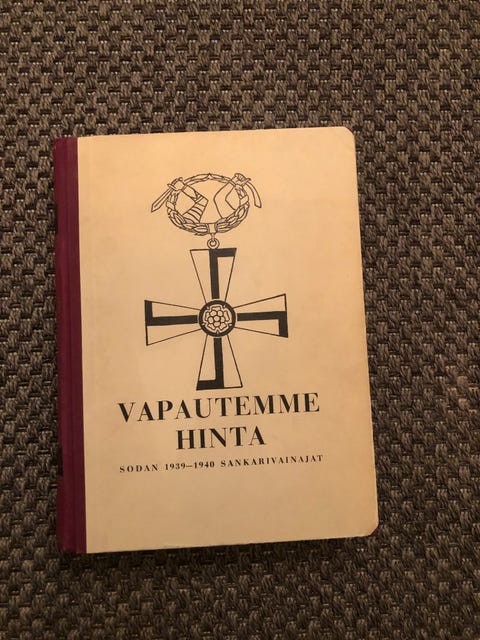 VAPAUTEMME
HINTA
SODAN 1939—1940 SANKARIVAINAJAT